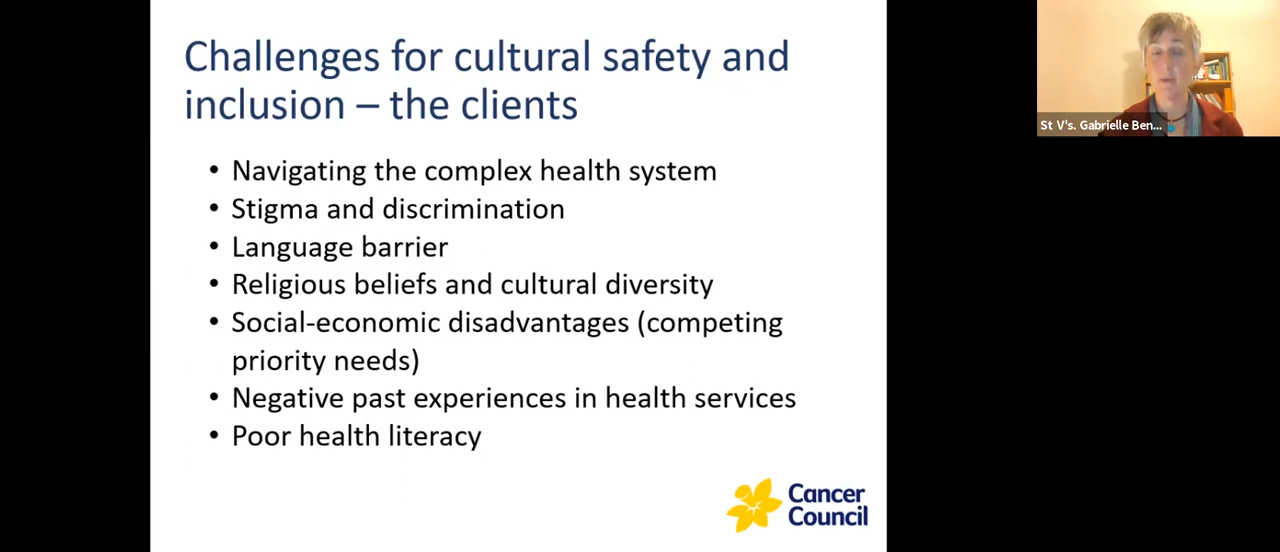 Challenges for cultural safety and
inclusion – the clients
• Navigating the complex health system
• Stigma and discrimination
• Language barrier
• Religious beliefs and cultural diversity
• Social-economic disadvantages (competing
priority needs)
• Negative past experiences in health services
• Poor health literacy
Cancer
Council
St V's. Gabrielle Ben...